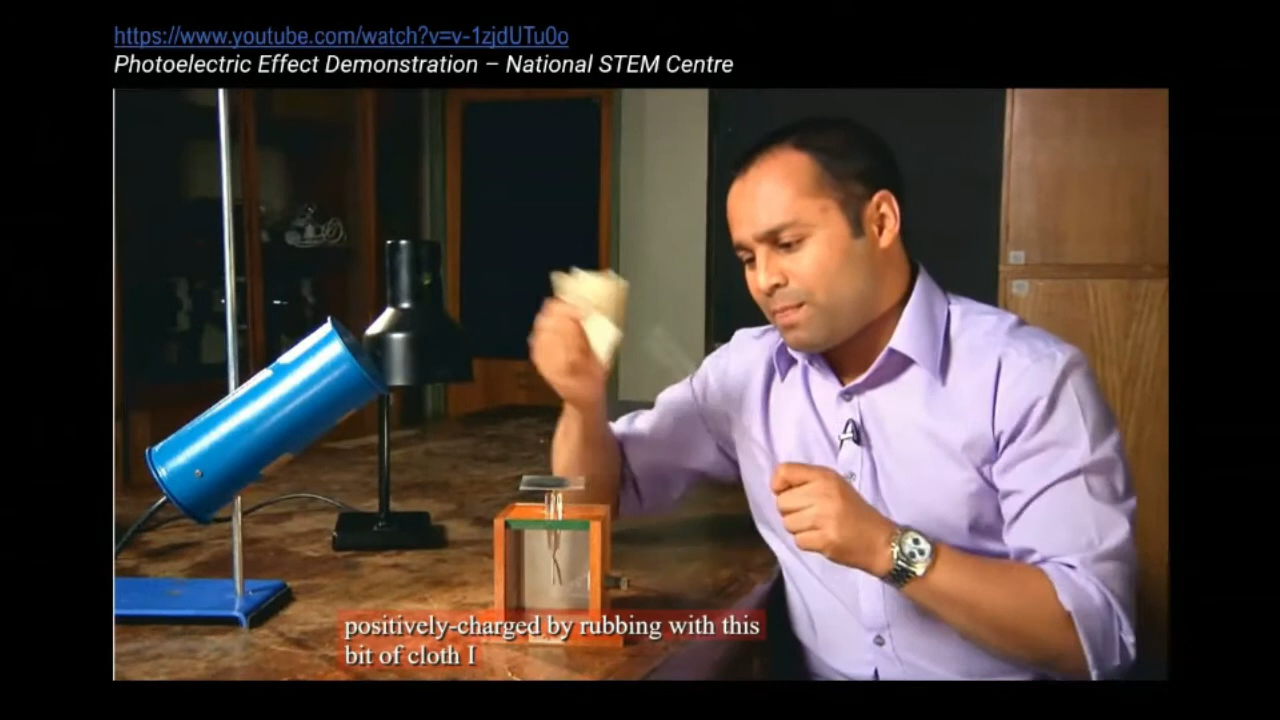 https://www.youtube.com/watch?v=v-1zjdUTu0o
Photoelectric Effect Demonstration – National STEM Centre
positively-charged by rubbing with this
bit of cloth I